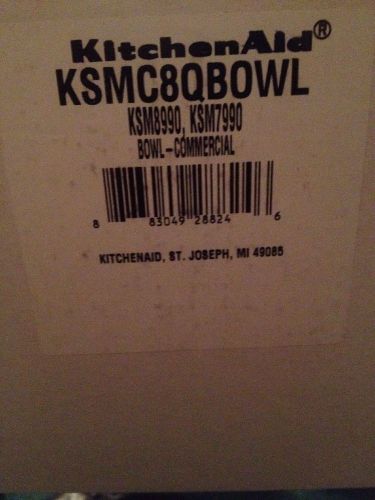 KitchenAid®
KSMC8QBOWL
KSM8990, KSM7990
BOWL-COMMERCIAL
8 83049 28824 6
KITCHENAID, ST. JOSEPH, MI 49085